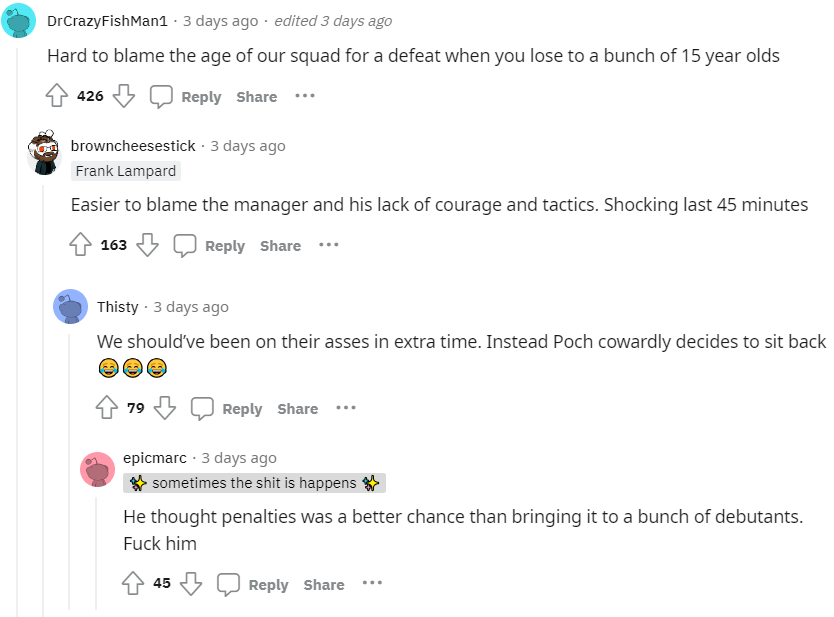 DrCrazyFishMan1 · 3 days ago · edited 3 days ago
Hard to blame the age of our squad for a defeat when you lose to a bunch of 15 year olds
426 Reply Share ···
browncheesestick · 3 days ago
Frank Lampard
Easier to blame the manager and his lack of courage and tactics. Shocking last 45 minutes
163 Reply Share ···
Thisty · 3 days ago
We should’ve been on their asses in extra time. Instead Poch cowardly decides to sit back
😂😂😂
79 Reply Share ···
epicmarc · 3 days ago
✨ sometimes the shit is happens ✨
He thought penalties was a better chance than bringing it to a bunch of debutants.
Fuck him
45 Reply Share ···